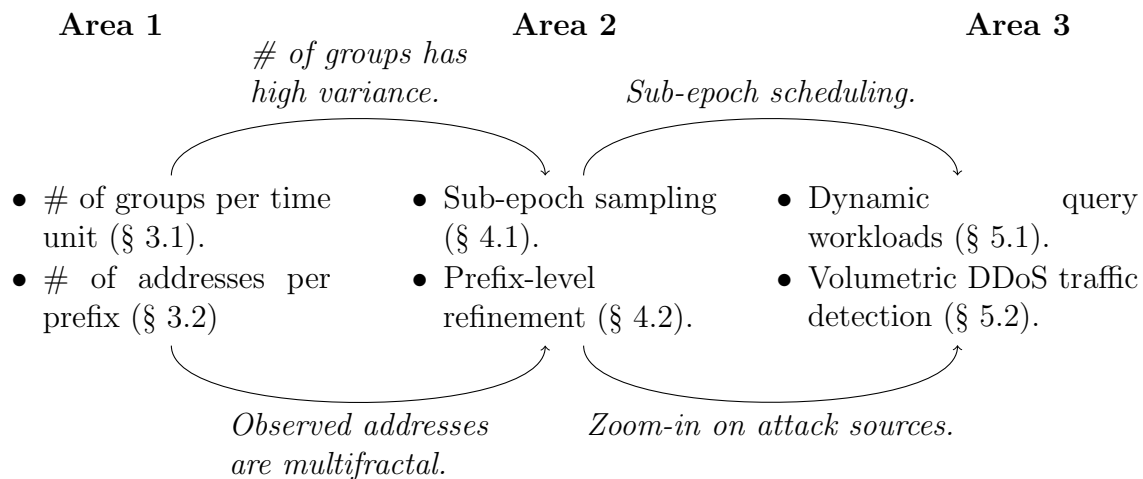 Area 1
Area 2
Area 3
# of groups has
high variance.
Sub-epoch scheduling.
• # of groups per time
unit (§ 3.1).
• # of addresses per
prefix (§ 3.2)
• Sub-epoch sampling
(§ 4.1).
• Prefix-level
refinement (§ 4.2).
• Dynamic query
workloads (§ 5.1).
• Volumetric DDoS traffic
detection (§ 5.2).
Observed addresses
are multifractal.
Zoom-in on attack sources.